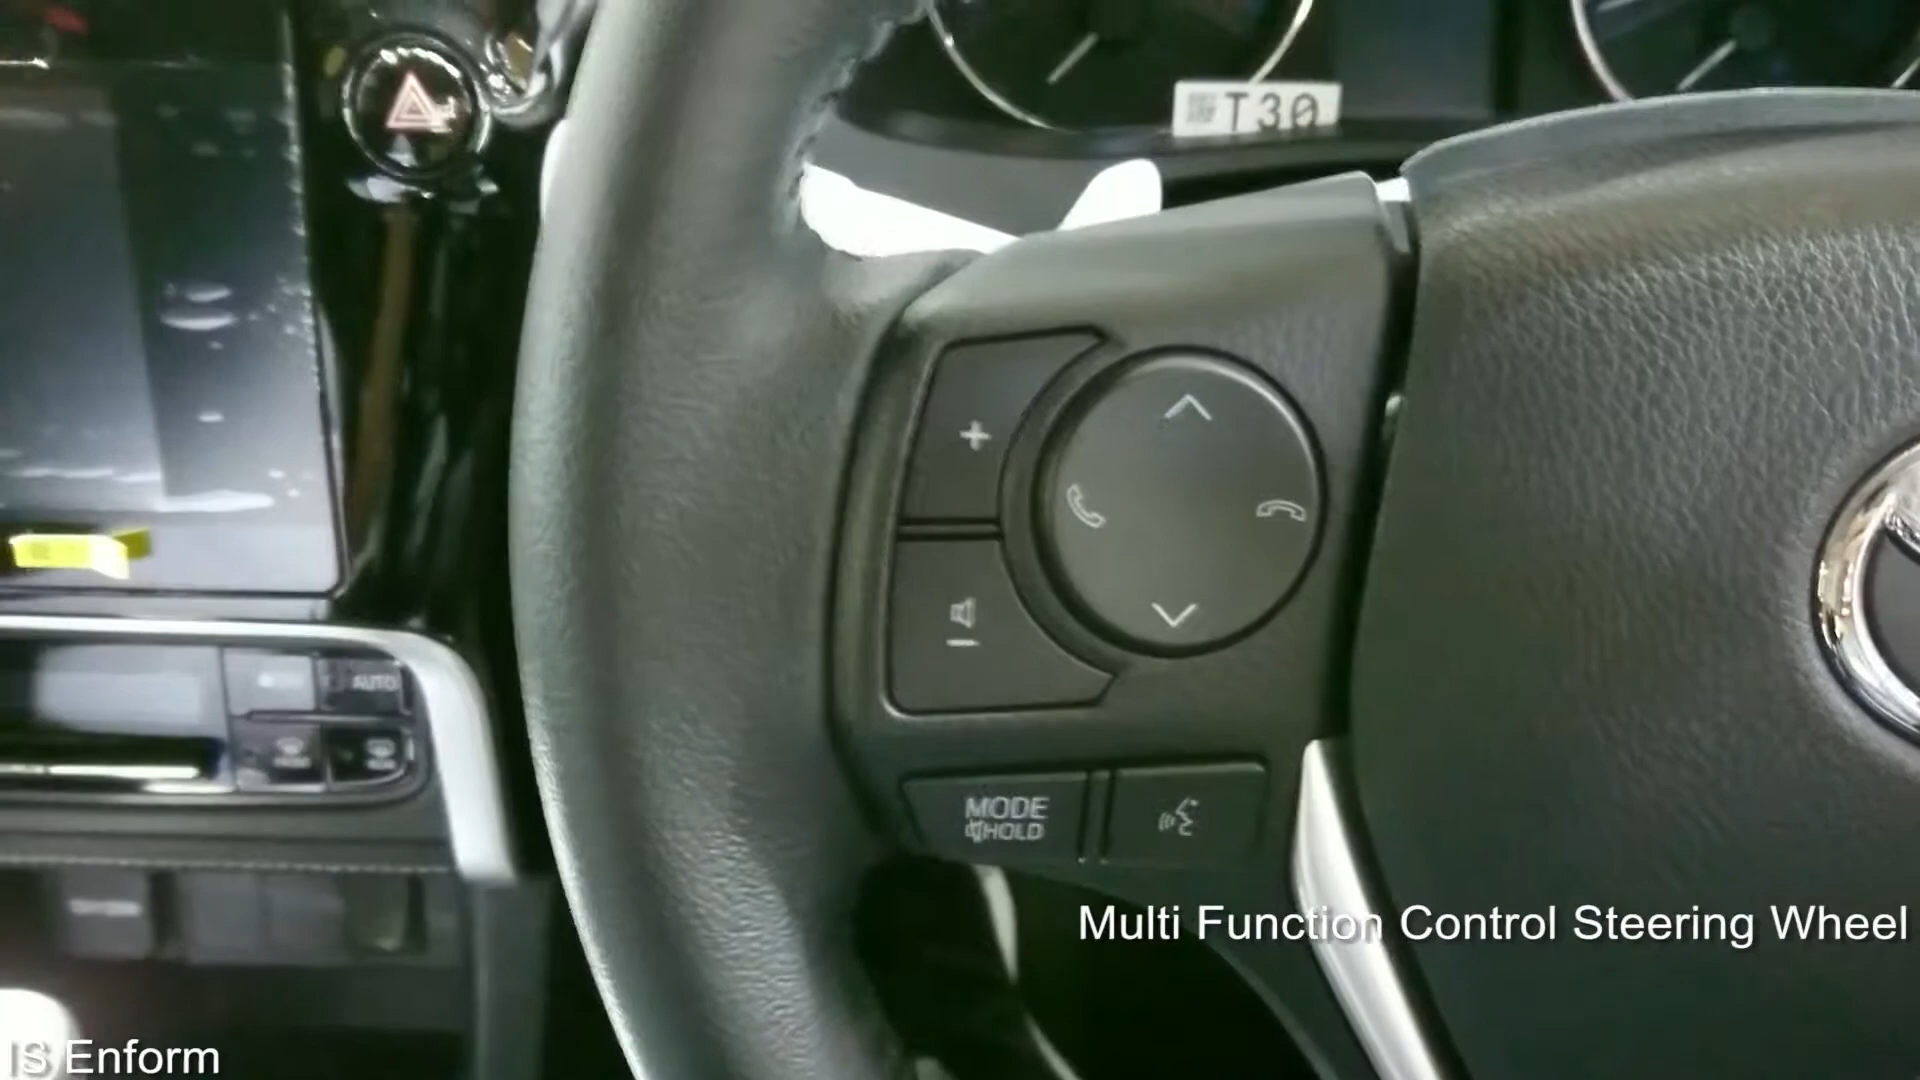 T30
AUTO
MODE
HOLD
Multi Function Control Steering Wheel
IS Enform